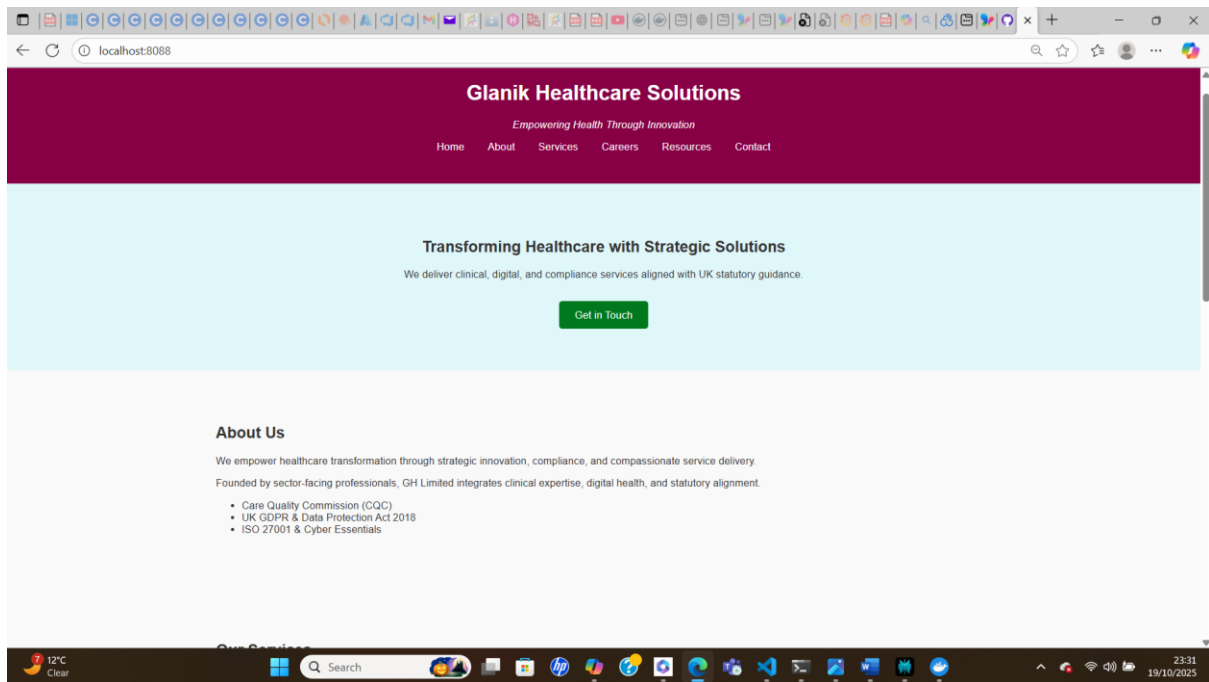 localhost:8088
Glanik Healthcare Solutions
Empowering Health Through Innovation
Home About Services Careers Resources Contact
Transforming Healthcare with Strategic Solutions
We deliver clinical, digital, and compliance services aligned with UK statutory guidance.
Get in Touch
About Us
We empower healthcare transformation through strategic innovation, compliance, and compassionate service delivery.
Founded by sector-facing professionals, GH Limited integrates clinical expertise, digital health, and statutory alignment.
• Care Quality Commission (CQC)
• UK GDPR & Data Protection Act 2018
• ISO 27001 & Cyber Essentials
Our Services
7 12°C
Clear
Search
23:31
19/10/2025